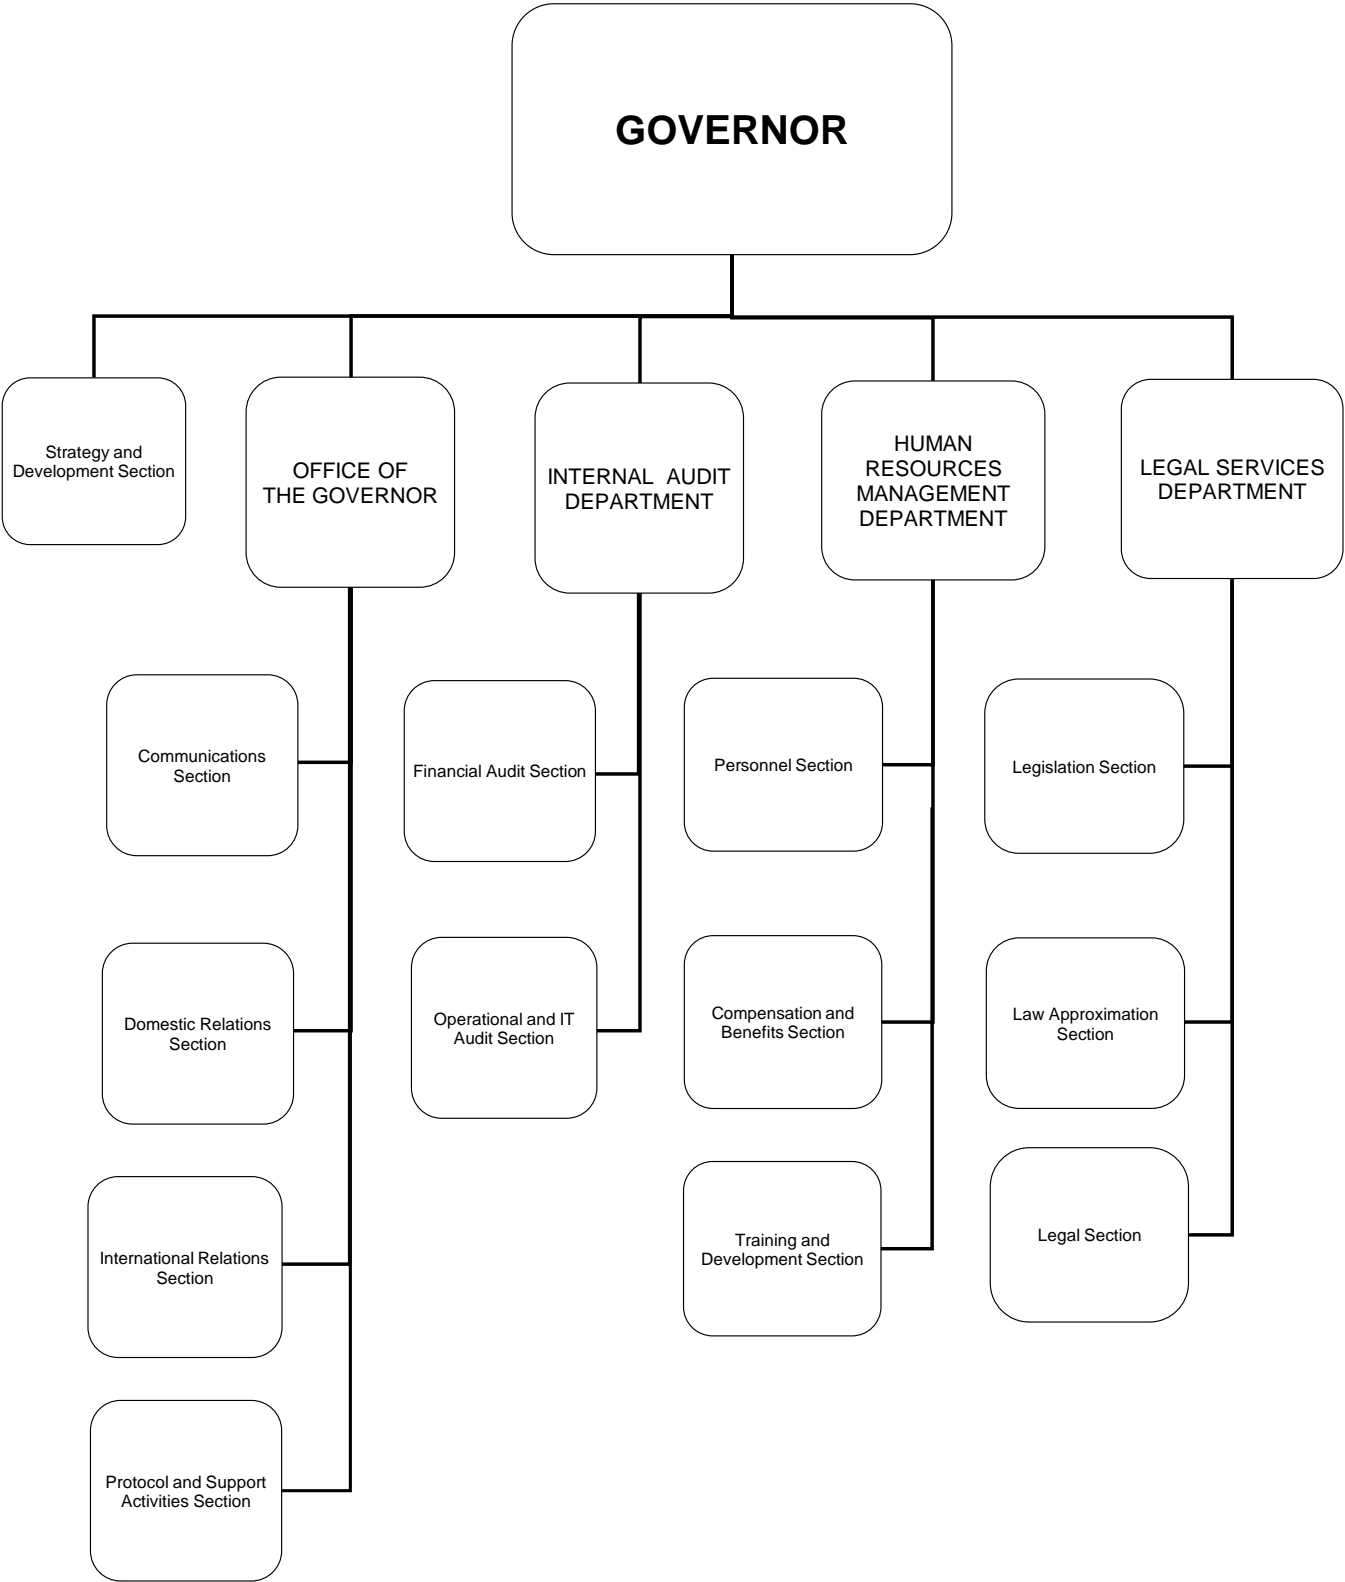 GOVERNOR
Strategy and
Development Section
OFFICE OF
THE GOVERNOR
INTERNAL AUDIT
DEPARTMENT
HUMAN
RESOURCES
MANAGEMENT
DEPARTMENT
LEGAL SERVICES
DEPARTMENT
Communications
Section
Financial Audit Section
Personnel Section
Legislation Section
Domestic Relations
Section
Operational and IT
Audit Section
Compensation and
Benefits Section
Law Approximation
Section
International Relations
Section
Training and
Development Section
Legal Section
Protocol and Support
Activities Section